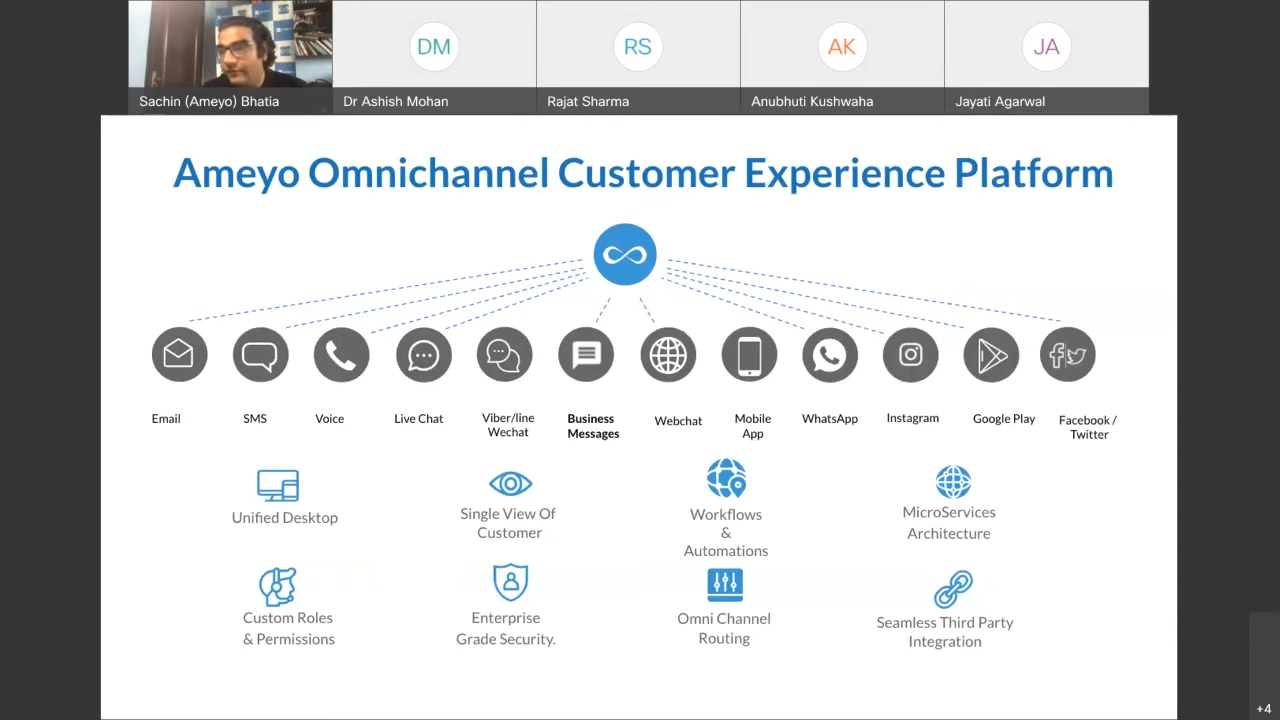 DM
RS
AK
JA
Sachin (Ameyo) Bhatia
Dr Ashish Mohan
Rajat Sharma
Anubhuti Kushwaha
Jayati Agarwal
Ameyo Omnichannel Customer Experience Platform
Email
SMS
Voice
Live Chat
Viber/line
Wechat
Business
Messages
Webchat
Mobile
App
WhatsApp
Instagram
Google Play
Facebook /
Twitter
Unified Desktop
Single View Of
Customer
Workflows
&
Automations
MicroServices
Architecture
Custom Roles
& Permissions
Enterprise
Grade Security.
Omni Channel
Routing
Seamless Third Party
Integration
+4